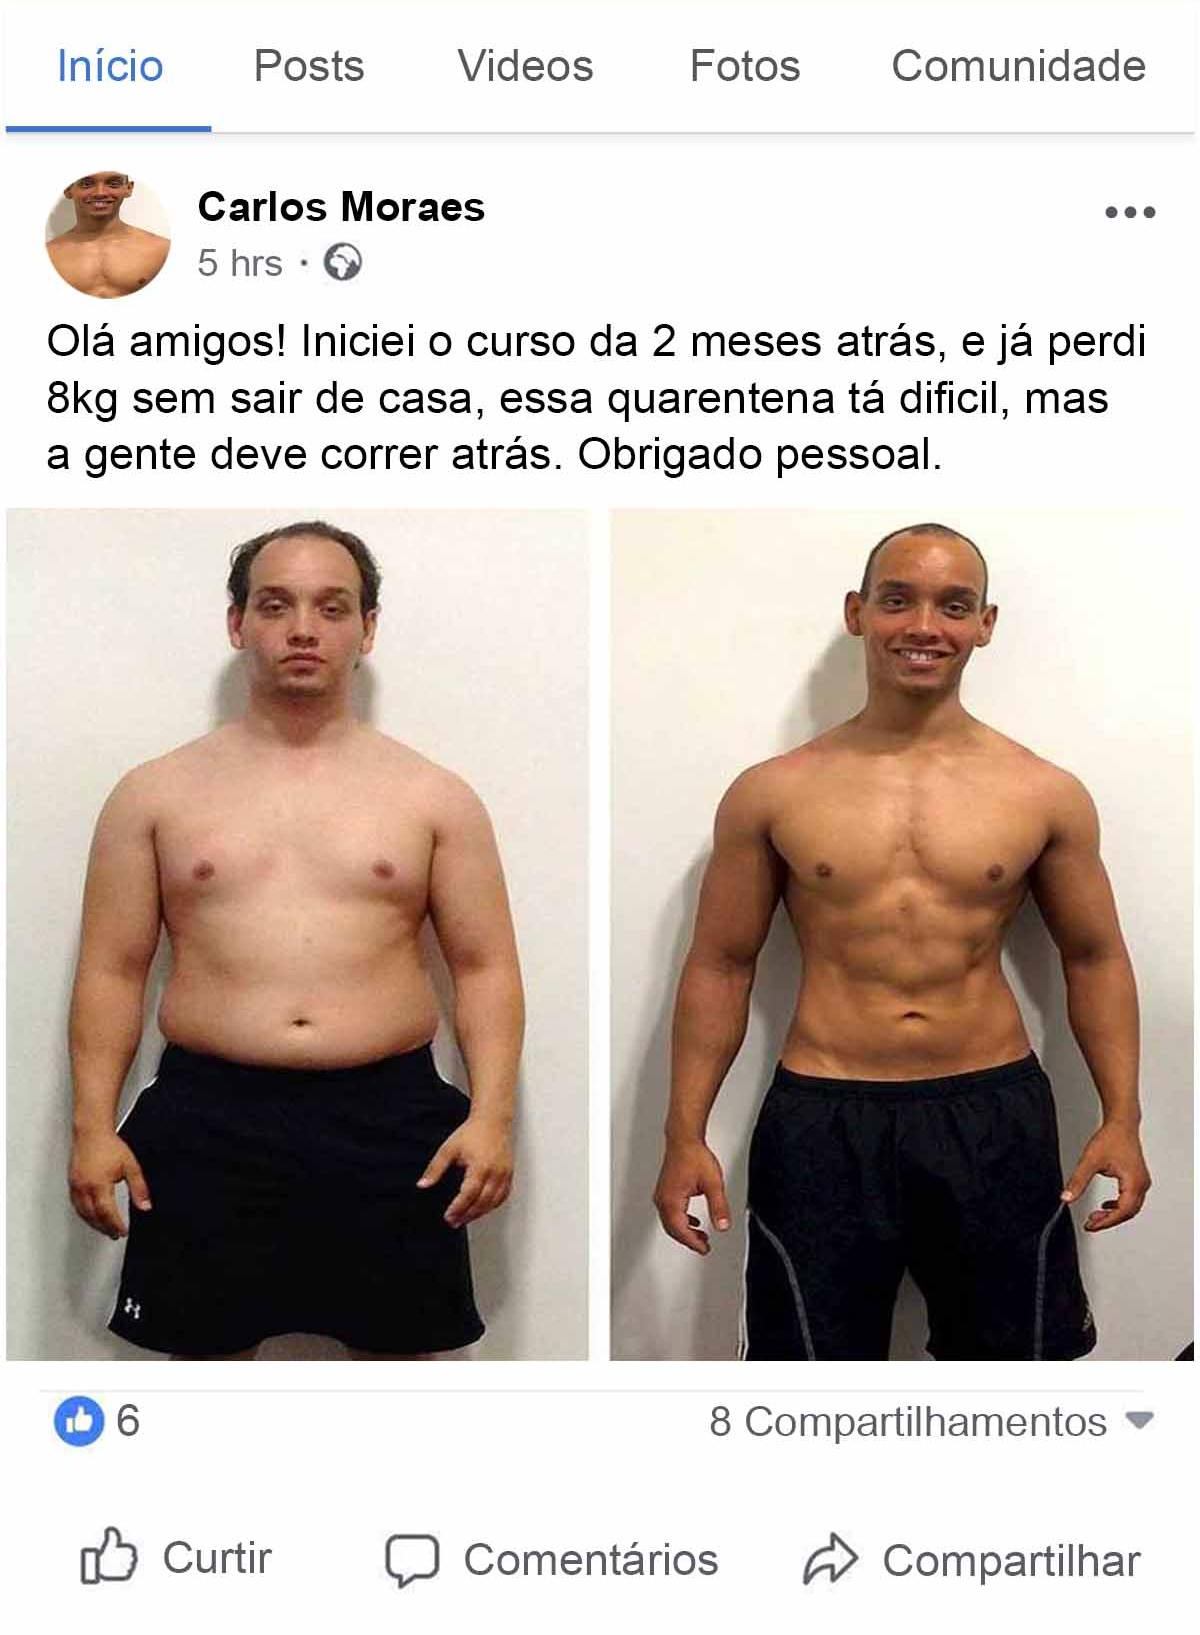 Início Posts Videos Fotos Comunidade
Carlos Moraes
5 hrs ·
Olá amigos! Iniciei o curso da 2 meses atrás, e já perdi
8kg sem sair de casa, essa quarentena tá dificil, mas
a gente deve correr atrás. Obrigado pessoal.
6 8 Compartilhamentos
Curtir Comentários Compartilhar